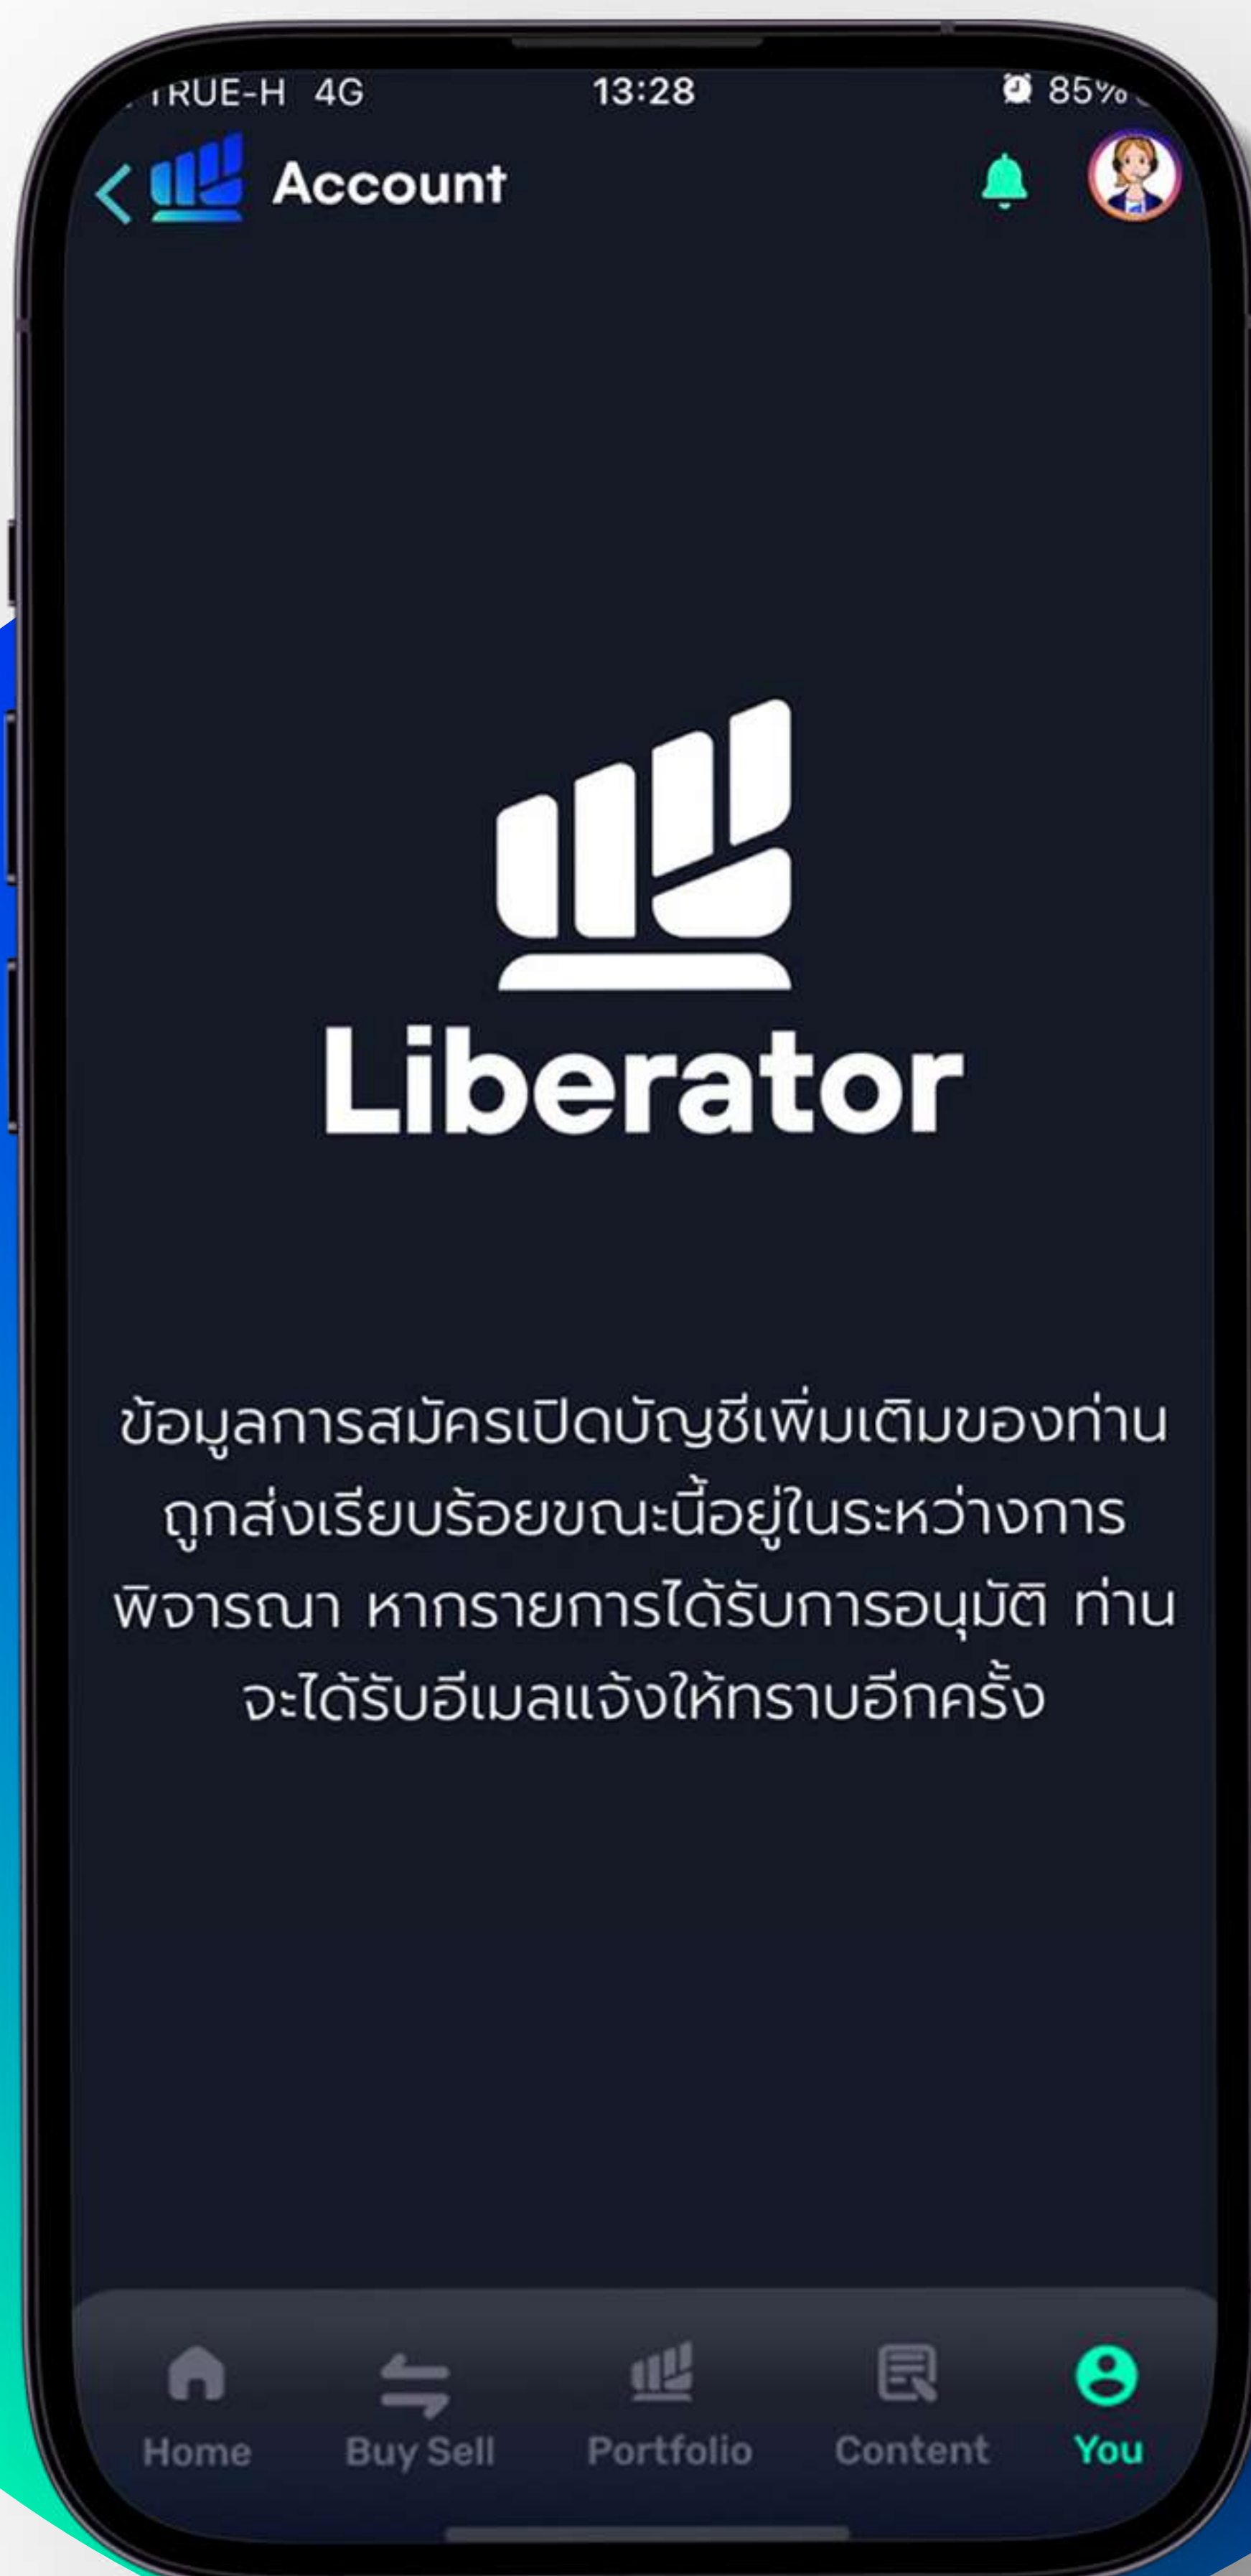 TRUE-H 4G 13:28 85%
Account
Liberator
ข้อมูลการสมัครเปิดบัญชีเพิ่มเติมของท่าน
ถูกส่งเรียบร้อยขณะนี้อยู่ในระหว่างการ
พิจารณา หากรายการได้รับการอนุมัติ ท่าน
จะได้รับอีเมลแจ้งให้ทราบอีกครั้ง
Home Buy Sell Portfolio Content You